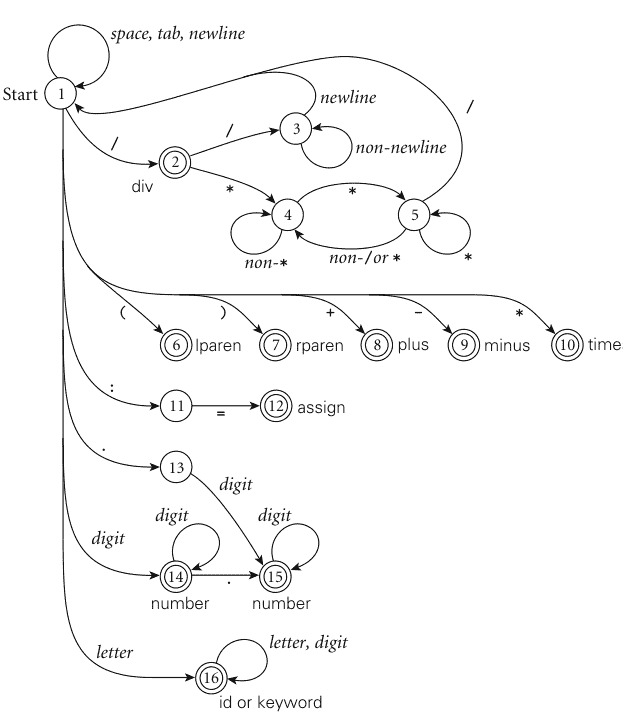 space, tab, newline
Start 1
/
/ 3 newline
non-newline
2
div
*
* /
4 5
non-* non-/or * *
( ) + - *
6 lparen 7 rparen 8 plus 9 minus 10 time
: 11 = 12 assign
. 13
digit
digit digit digit
14 . 15
number number
letter letter, digit
16
id or keyword